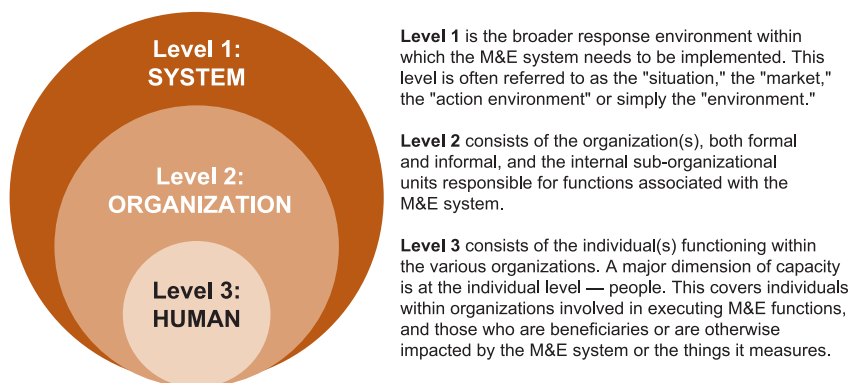 Level 1:
SYSTEM
Level 2:
ORGANIZATION
Level 3:
HUMAN
Level 1 is the broader response environment within
which the M&E system needs to be implemented. This
level is often referred to as the "situation," the "market,"
the "action environment" or simply the "environment."
Level 2 consists of the organization(s), both formal
and informal, and the internal sub-organizational
units responsible for functions associated with the
M&E system.
Level 3 consists of the individual(s) functioning within
the various organizations. A major dimension of capacity
is at the individual level — people. This covers individuals
within organizations involved in executing M&E functions,
and those who are beneficiaries or are otherwise
impacted by the M&E system or the things it measures.